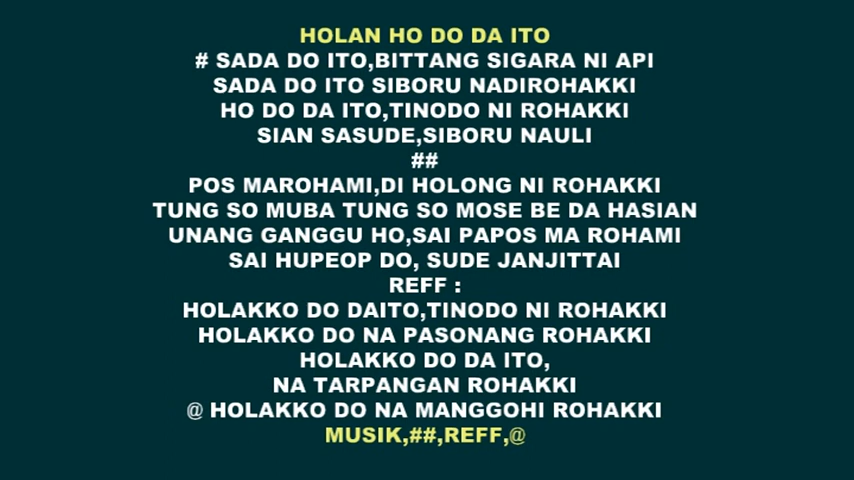 HOLAN HO DO DA ITO
# SADA DO ITO,BITTANG SIGARA NI API
SADA DO ITO SIBORU NADIROHAKKI
HO DO DA ITO,TINODO NI ROHAKKI
SIAN SASUDE,SIBORU NAULI
##
POS MAROHAMI,DI HOLONG NI ROHAKKI
TUNG SO MUBA TUNG SO MOSE BE DA HASIAN
UNANG GANGGU HO,SAI PAPOS MA ROHAMI
SAI HUPEOP DO, SUDE JANJITTAI
REFF :
HOLAKKO DO DAITO,TINODO NI ROHAKKI
HOLAKKO DO NA PASONANG ROHAKKI
HOLAKKO DO DA ITO,
NA TARPANGAN ROHAKKI
@ HOLAKKO DO NA MANGGOHI ROHAKKI
MUSIK,##,REFF,@